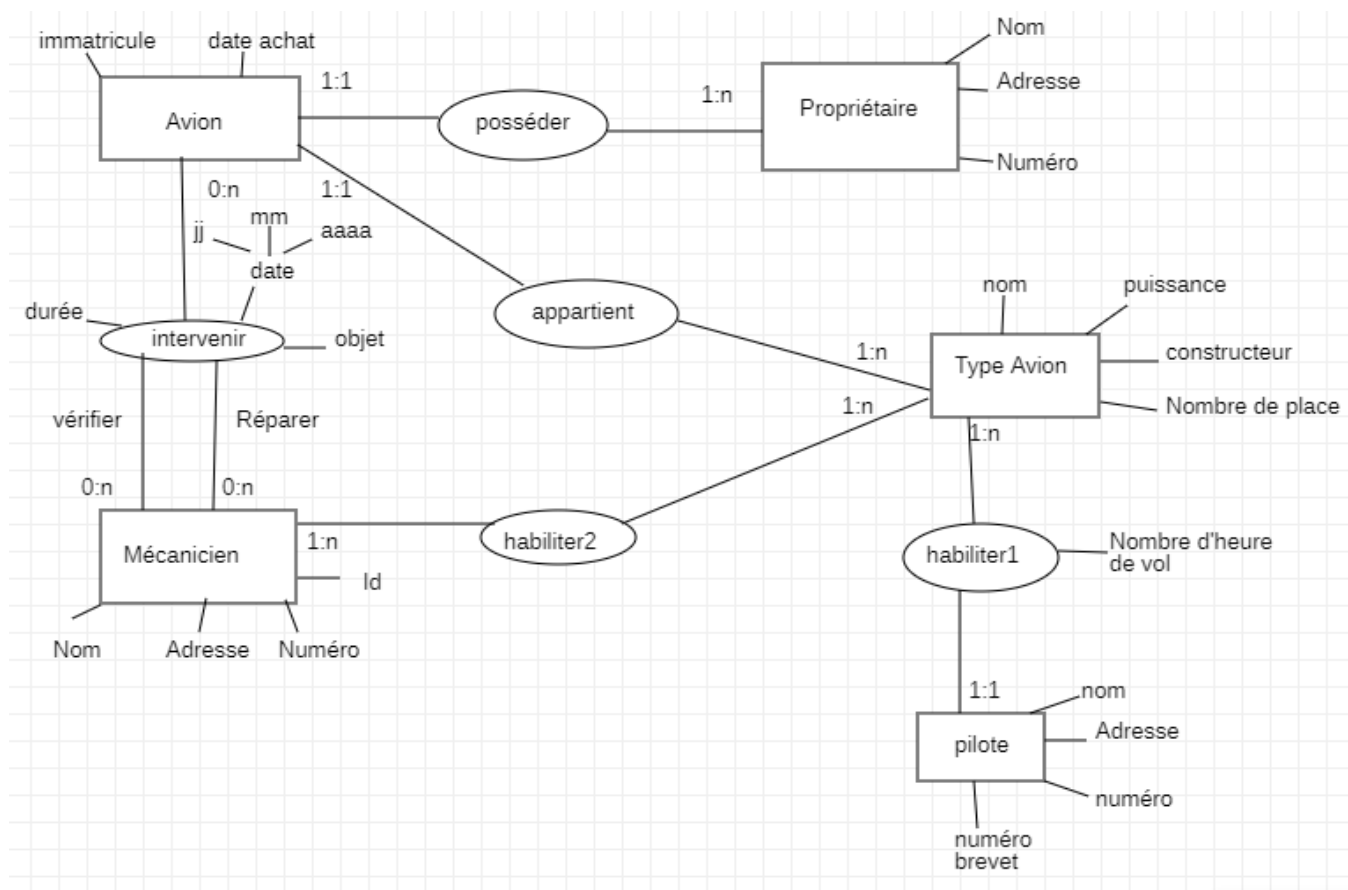 immatricule
date achat
Avion
1:1
posséder
1:n
Propriétaire
Nom
Adresse
Numéro
0:n
1:1
jj
mm
aaaa
date
durée
intervenir
objet
appartient
1:n
nom
puissance
Type Avion
constructeur
Nombre de place
1:n
1:n
vérifier
Réparer
0:n
0:n
Mécanicien
1:n
Id
Nom
Adresse
Numéro
habiliter2
habiliter1
Nombre d'heure
de vol
1:1
pilote
nom
Adresse
numéro
numéro
brevet